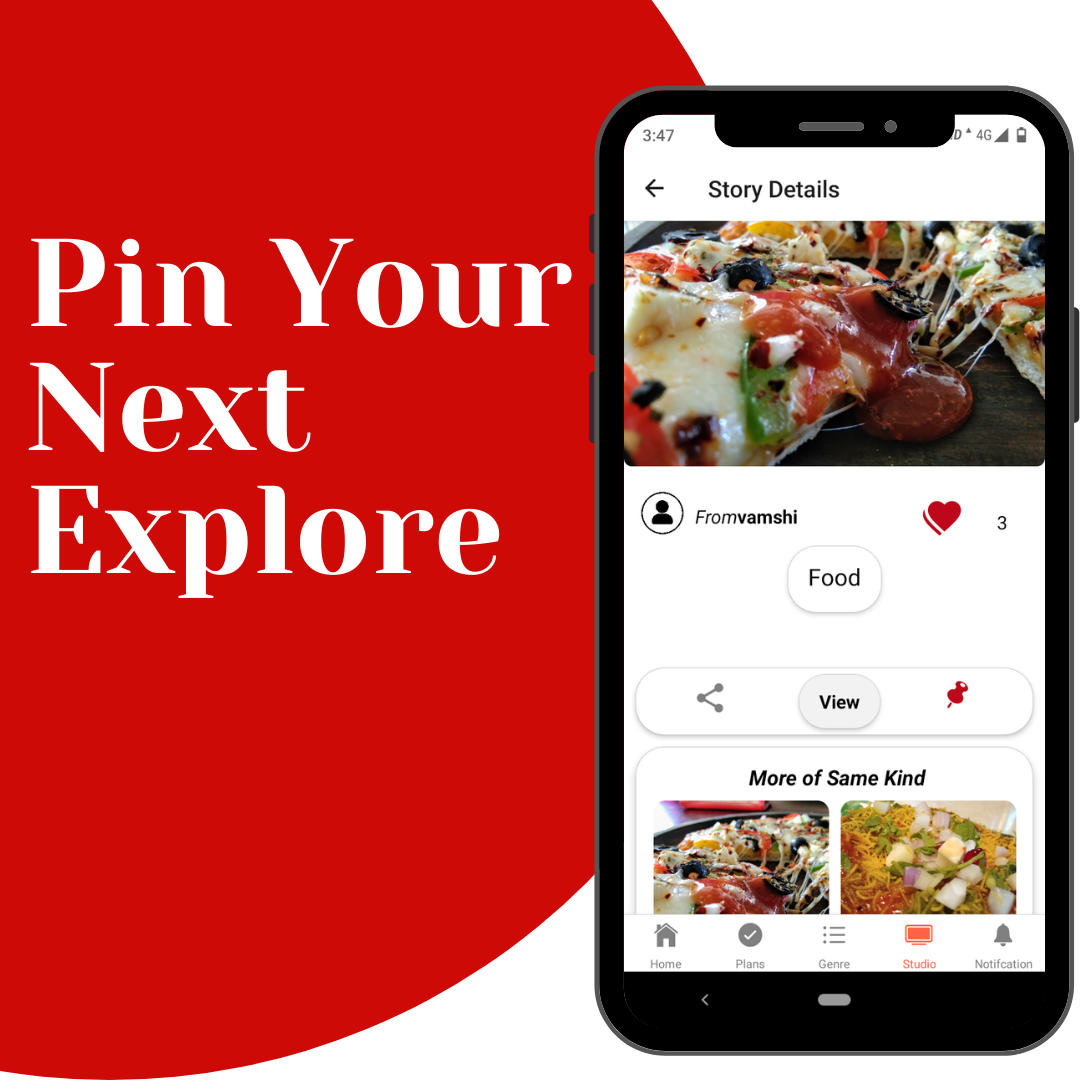 Pin Your
Next
Explore
3:47
D 4G
Story Details
Fromvamshi
3
Food
View
More of Same Kind
Home Plans Genre Studio Notifcation